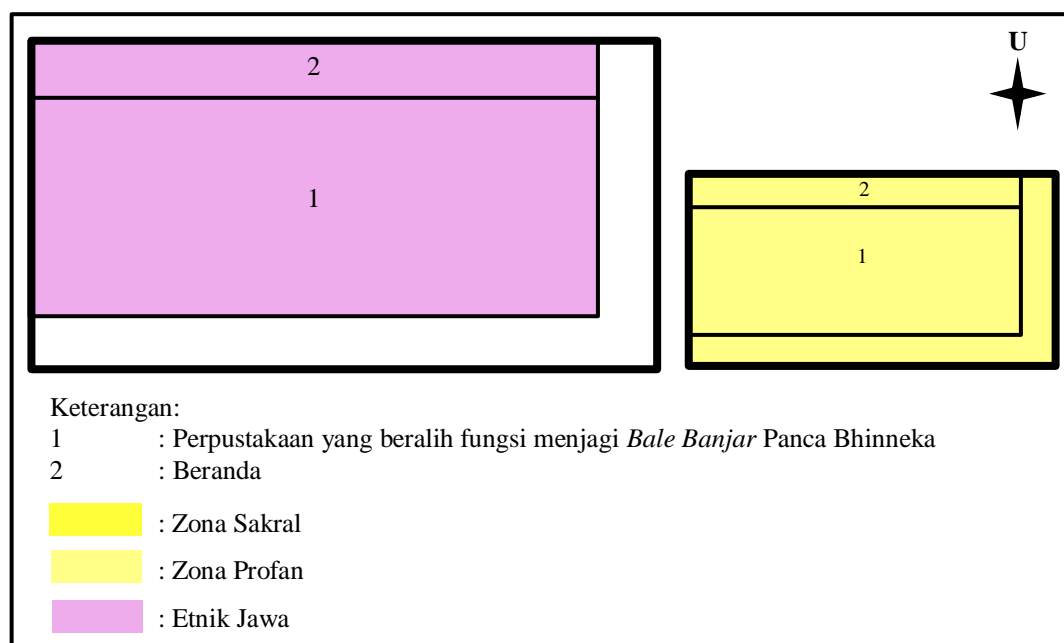 U
2
1
2
1
Keterangan:
1 : Perpustakaan yang beralih fungsi menjagi Bale Banjar Panca Bhinneka
2 : Beranda
: Zona Sakral
: Zona Profan
: Etnik Jawa